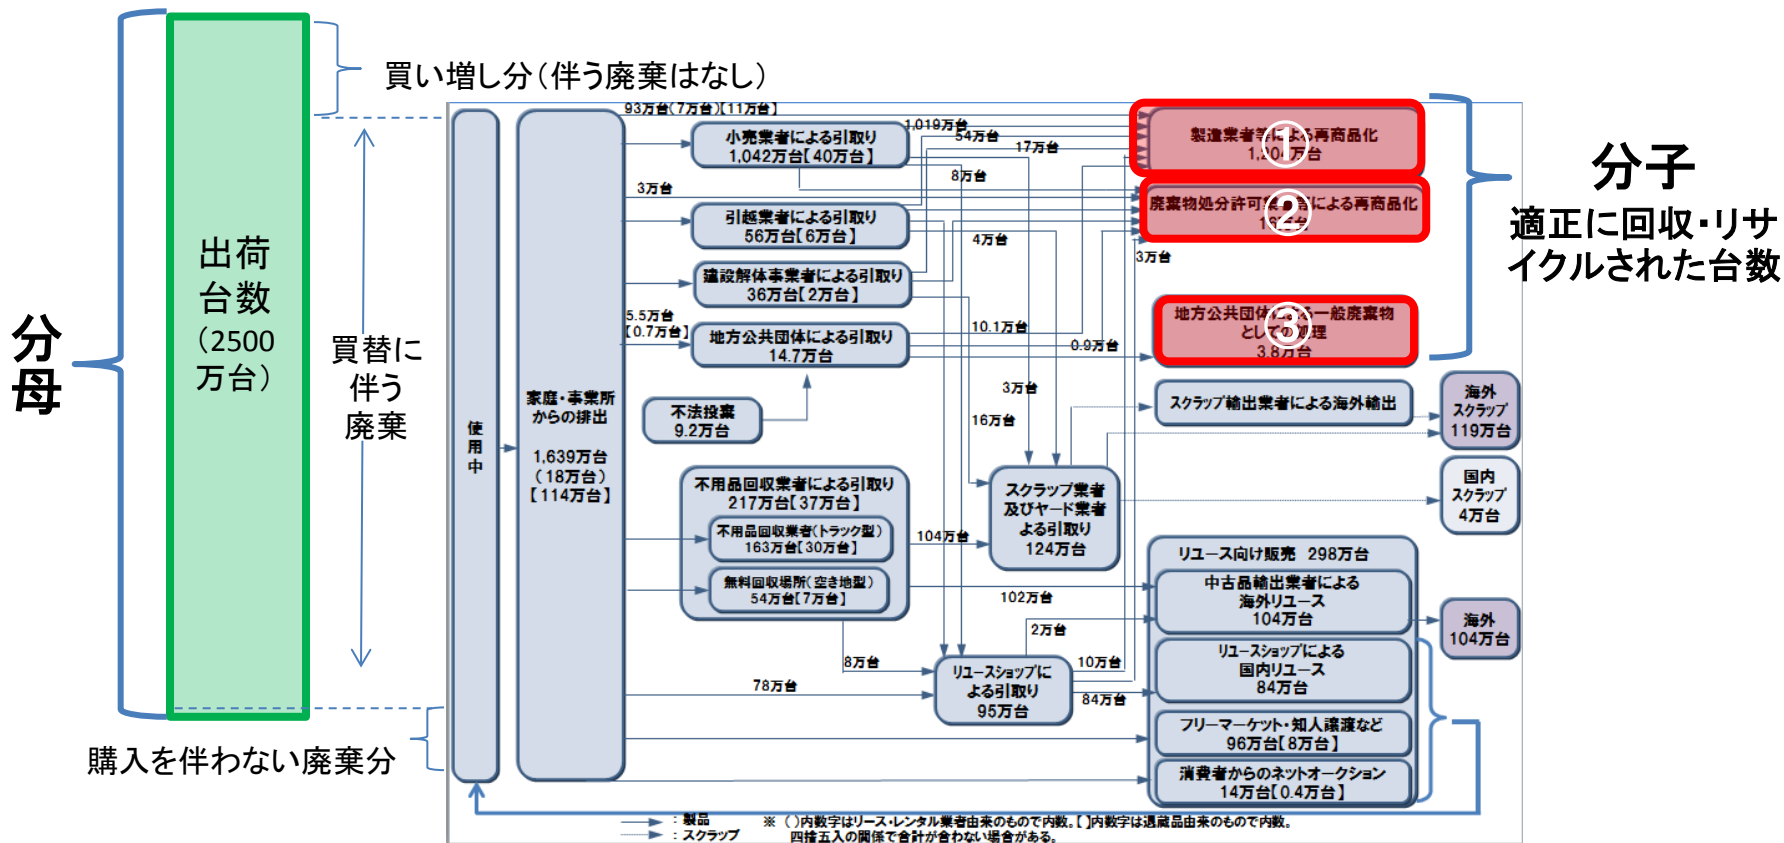 買い増し分(伴う廃棄はなし)
分母
出荷
台数
(2500
万台)
買替に
伴う
廃棄
購入を伴わない廃棄分
使用中
家庭・事業所
からの排出
1,639万台
(18万台)
【114万台】
93万台(7万台)【11万台】
小売業者による引取り
1,042万台【40万台】
1,019万台
54万台
17万台
8万台
3万台
引越業者による引取り
56万台【6万台】
4万台
建設解体事業者による引取り
36万台【2万台】
5.5万台
【0.7万台】
地方公共団体による引取り
14.7万台
10.1万台
0.9万台
3万台
不法投棄
9.2万台
3万台
16万台
不用品回収業者による引取り
217万台【37万台】
不用品回収業者(トラック型)
163万台【30万台】
無料回収場所(空き地型)
54万台【7万台】
104万台
102万台
スクラップ業者
及びヤード業者
よる引取り
124万台
8万台
78万台
2万台
10万台
84万台
リユースショップに
よる引取り
95万台
①
製造業者等による再商品化
1,204万台
②
廃棄物処分許可業者等による再商品化
③
地方公共団体による一般廃棄物
としての処理
3.8万台
スクラップ輸出業者による海外輸出
海外
スクラップ
119万台
国内
スクラップ
4万台
リユース向け販売 298万台
中古品輸出業者による
海外リユース
104万台
海外
104万台
リユースショップによる
国内リユース
84万台
フリーマーケット・知人譲渡など
96万台【8万台】
消費者からのネットオークション
14万台【0.4万台】
分子
適正に回収・リサ
イクルされた台数
:製品
:スクラップ
※ ( )内数字はリース・レンタル業者由来のもので内数。【 】内数字は退蔵品由来のもので内数。
四捨五入の関係で合計が合わない場合がある。